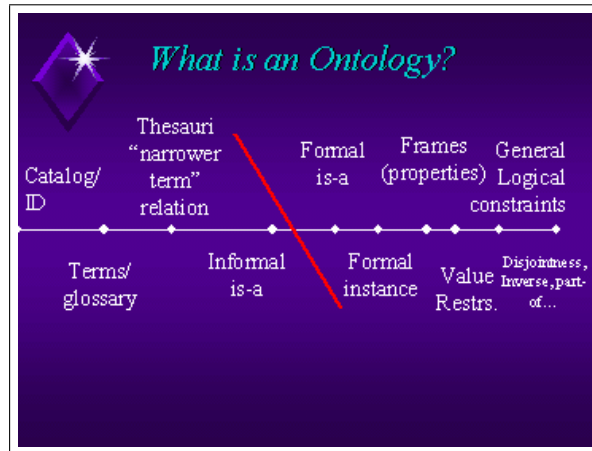 What is an Ontology?
Catalog/
ID
Thesauri
“narrower
term”
relation
Formal
is-a
Frames
(properties)
General
Logical
constraints
Terms/
glossary
Informal
is-a
Formal
instance
Value
Restrs.
Disjointness,
Inverse,part-
of…